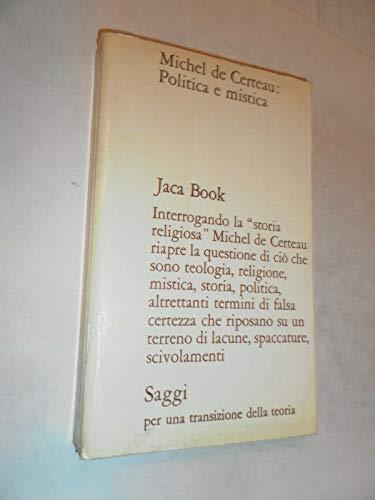 Michel de Certeau:
Politica e mistica
Jaca Book
Interrogando la "storia
religiosa" Michel de Certeau
riapre la questione di ciò che
sono teologia, religione,
mistica, storia, politica,
altrettanti termini di falsa
certezza che riposano su un
terreno di lacune, spaccature,
scivolamenti
Saggi
per una transizione della teoria